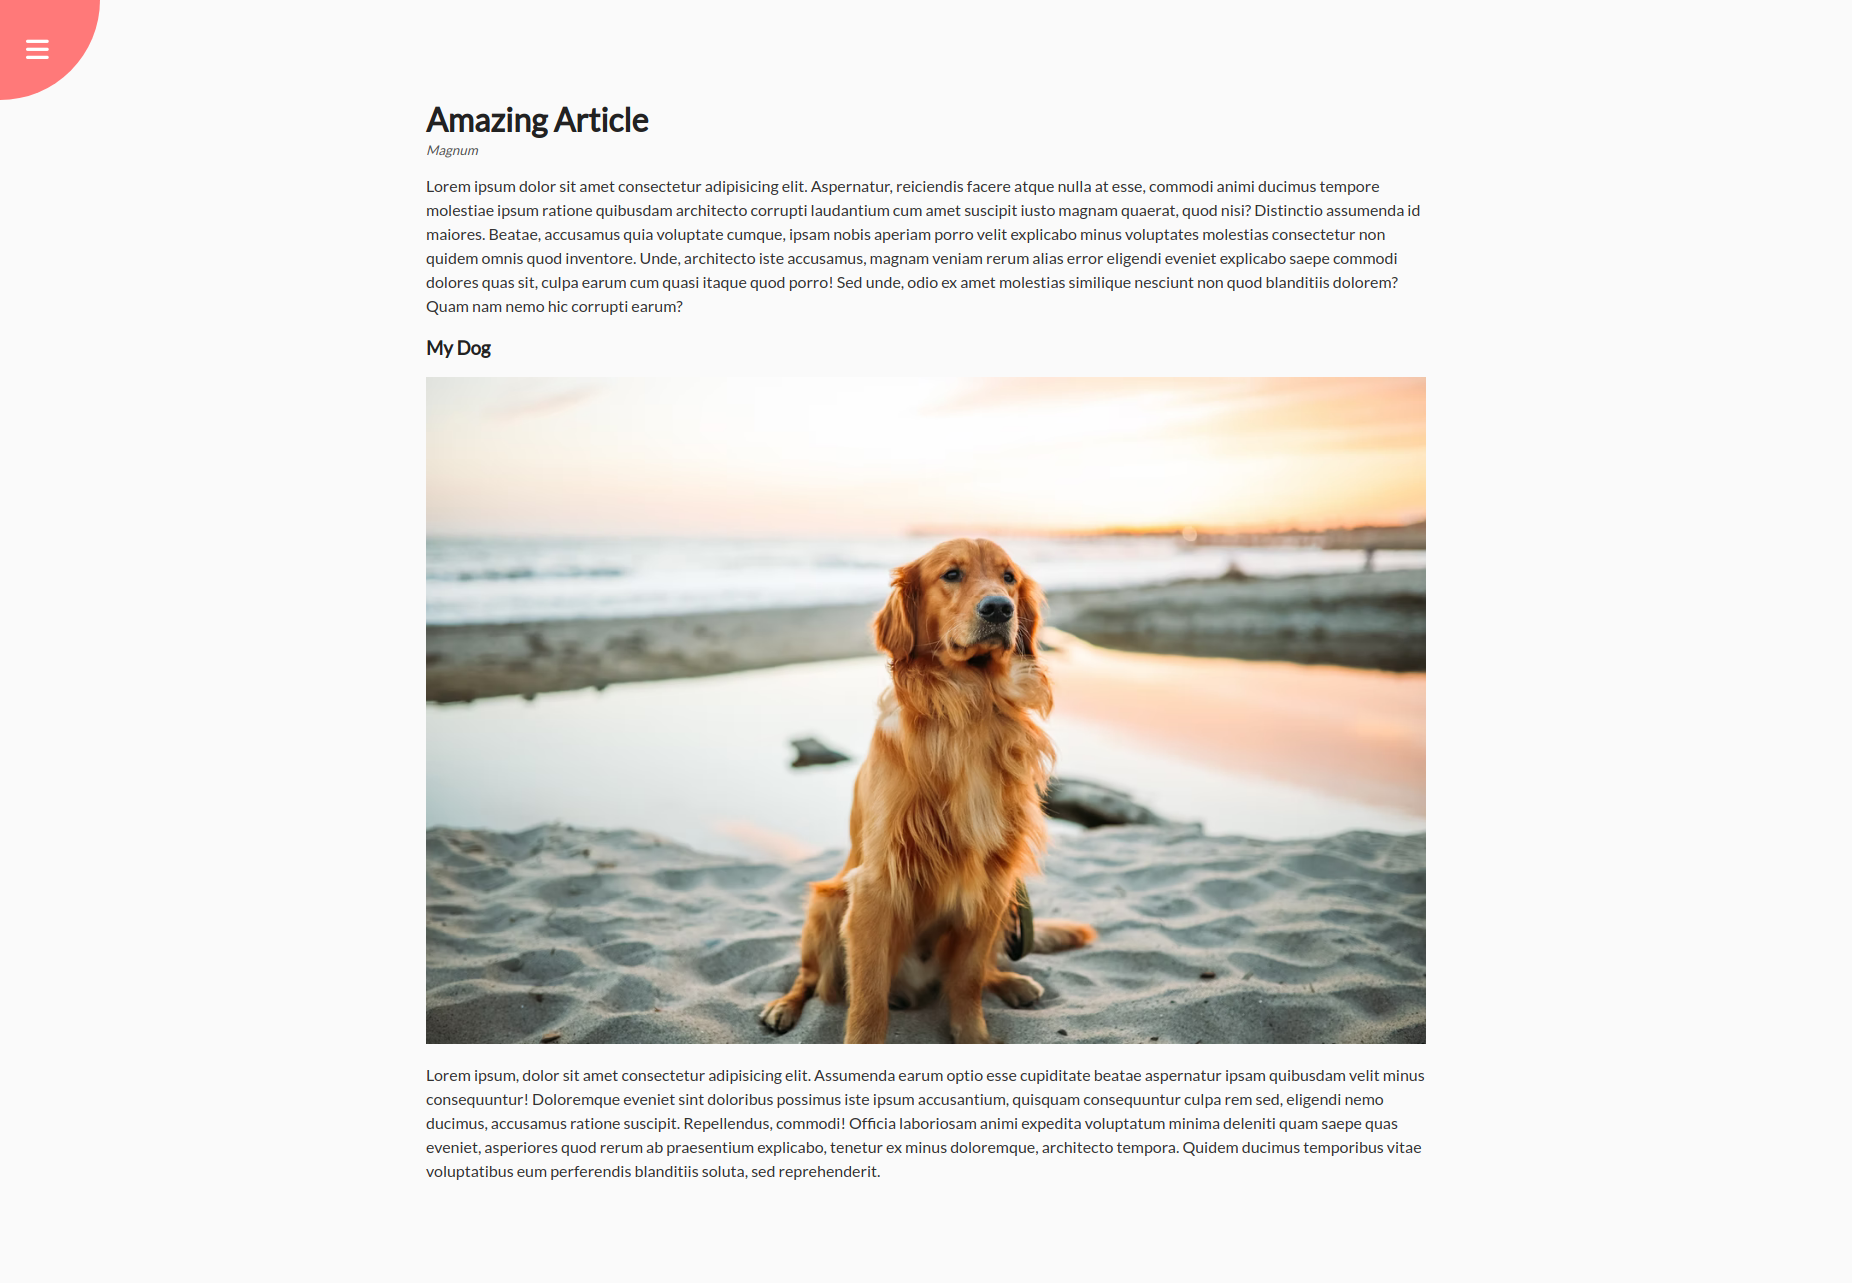 Amazing Article
Magnum
Lorem ipsum dolor sit amet consectetur adipisicing elit. Aspernatur, reiciendis facere atque nulla at esse, commodi animi ducimus tempore
molestiae ipsum ratione quibusdam architecto corrupti laudantium cum amet suscipit iusto magnam quaerat, quod nisi? Distinctio assumenda id
maiores. Beatae, accusamus quia voluptate cumque, ipsam nobis aperiam porro velit explicabo minus voluptates molestias consectetur non
quidem omnis quod inventore. Unde, architecto iste accusamus, magnam veniam rerum alias error eligendi eveniet explicabo saepe commodi
dolores quas sit, culpa earum cum quasi itaque quod porro! Sed unde, odio ex amet molestias similique nesciunt non quod blanditiis dolorem?
Quam nam nemo hic corrupti earum?
My Dog
Lorem ipsum, dolor sit amet consectetur adipisicing elit. Assumenda earum optio esse cupiditate beatae aspernatur ipsam quibusdam velit minus
consequuntur! Doloremque eveniet sint doloribus possimus iste ipsum accusantium, quisquam consequuntur culpa rem sed, eligendi nemo
ducimus, accusamus ratione suscipit. Repellendus, commodi! Officia laboriosam animi expedita voluptatum minima deleniti quam saepe quas
eveniet, asperiores quod rerum ab praesentium explicabo, tenetur ex minus doloremque, architecto tempora. Quidem ducimus temporibus vitae
voluptatibus eum perferendis blanditiis soluta, sed reprehenderit.